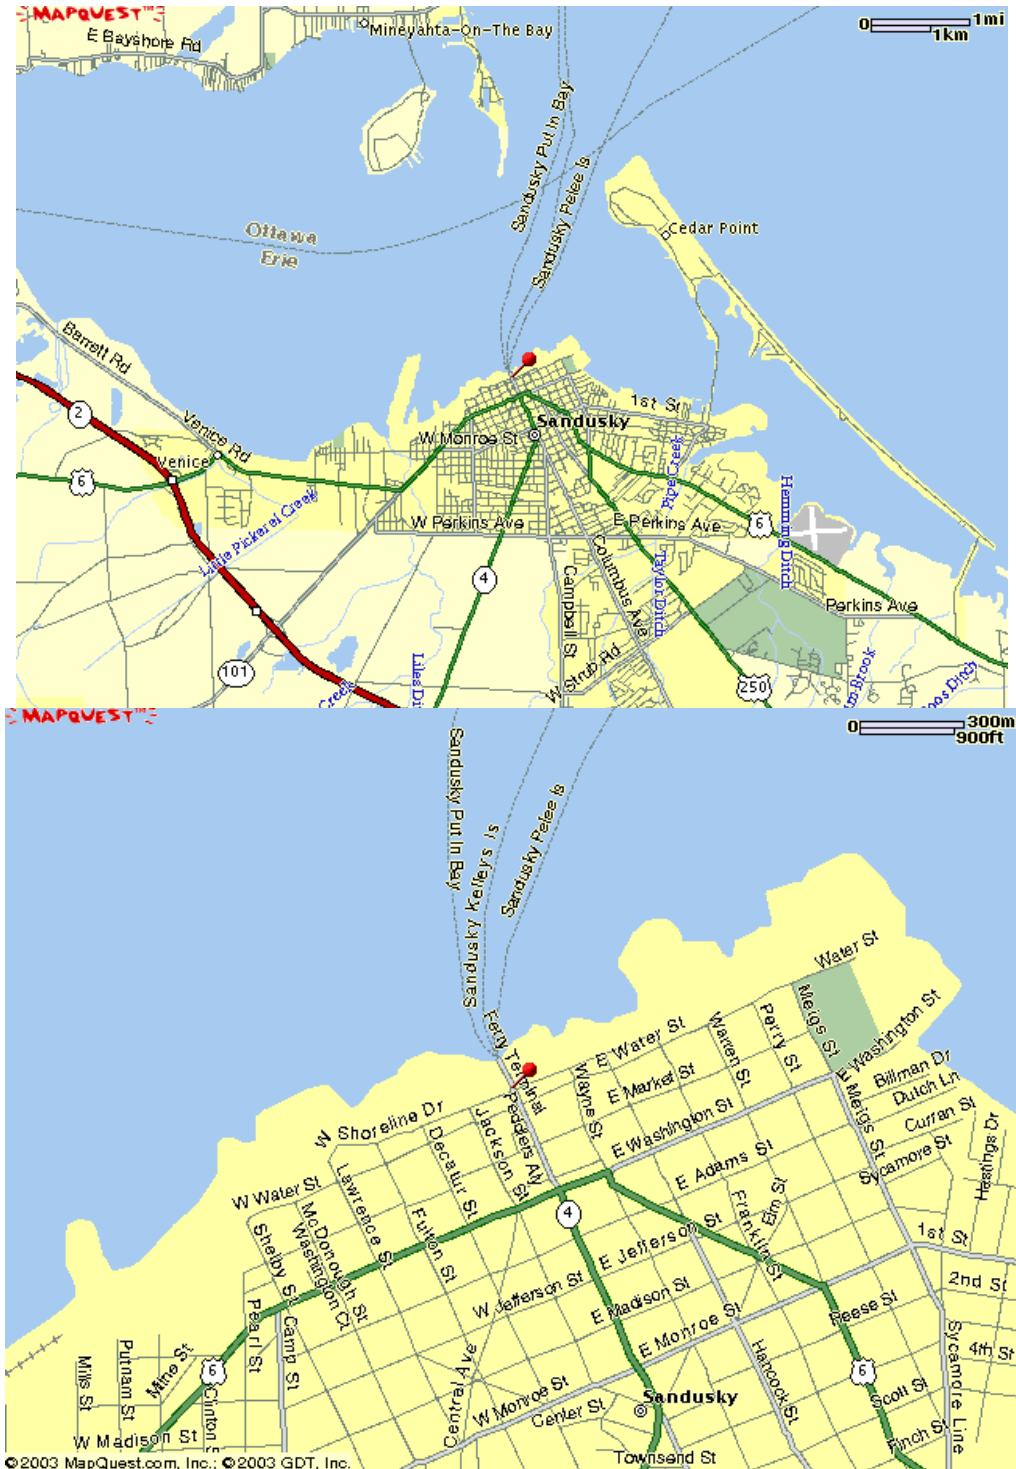 MAPQUEST
0 1mi
1km
Mineyahta-On-The Bay
E Bayshore Rd
Sandusky Put In Bay
Sandusky Pelee Is
Ottawa
Erie
Cedar Point
Barrett Rd
2
Venice Rd
Venice
6
W Monroe St
Sandusky
1st St
Pipe Creek
Little Pickerel Creek
W Perkins Ave
E Perkins Ave
6
Hemming Ditch
4
Campbell St
Columbus Ave
Taylor Ditch
Perkins Ave
101
W Strub Rd
250
Creek
Liles Di
m Brook
oos Ditch
MAPQUEST
0 300m
900ft
Sandusky Put In Bay
Sandusky Kelleys Is
Sandusky Pelee Is
Ferry Terminal
Water St
Meigs St
E Washington St
Perry St
Warren St
E Water St
E Market St
Wayne St
Billman Dr
Dutch Ln
Curran St
Hastings Dr
Sycamore St
Meigs St
Peddlers Aly
Jackson St
Decatur St
W Shoreline Dr
Lawrence St
W Water St
E Washington St
E Adams St
Elm St
Franklin St
4
Fulton St
McDonough St
Washington Ct
Shelby St
E Jefferson St
W Jefferson St
E Madison St
E Monroe St
Reese St
1st St
2nd St
4th St
Sycamore Line
Pearl St
Camp St
Mills St
Putnam St
Mine St
6
Clinton S
Central Ave
W Monroe St
Center St
Sandusky
Hancock St
6
Scott St
Finch St
W Madison St
Townsend St
©2003 MapQuest.com, Inc.; ©2003 GDT, Inc.